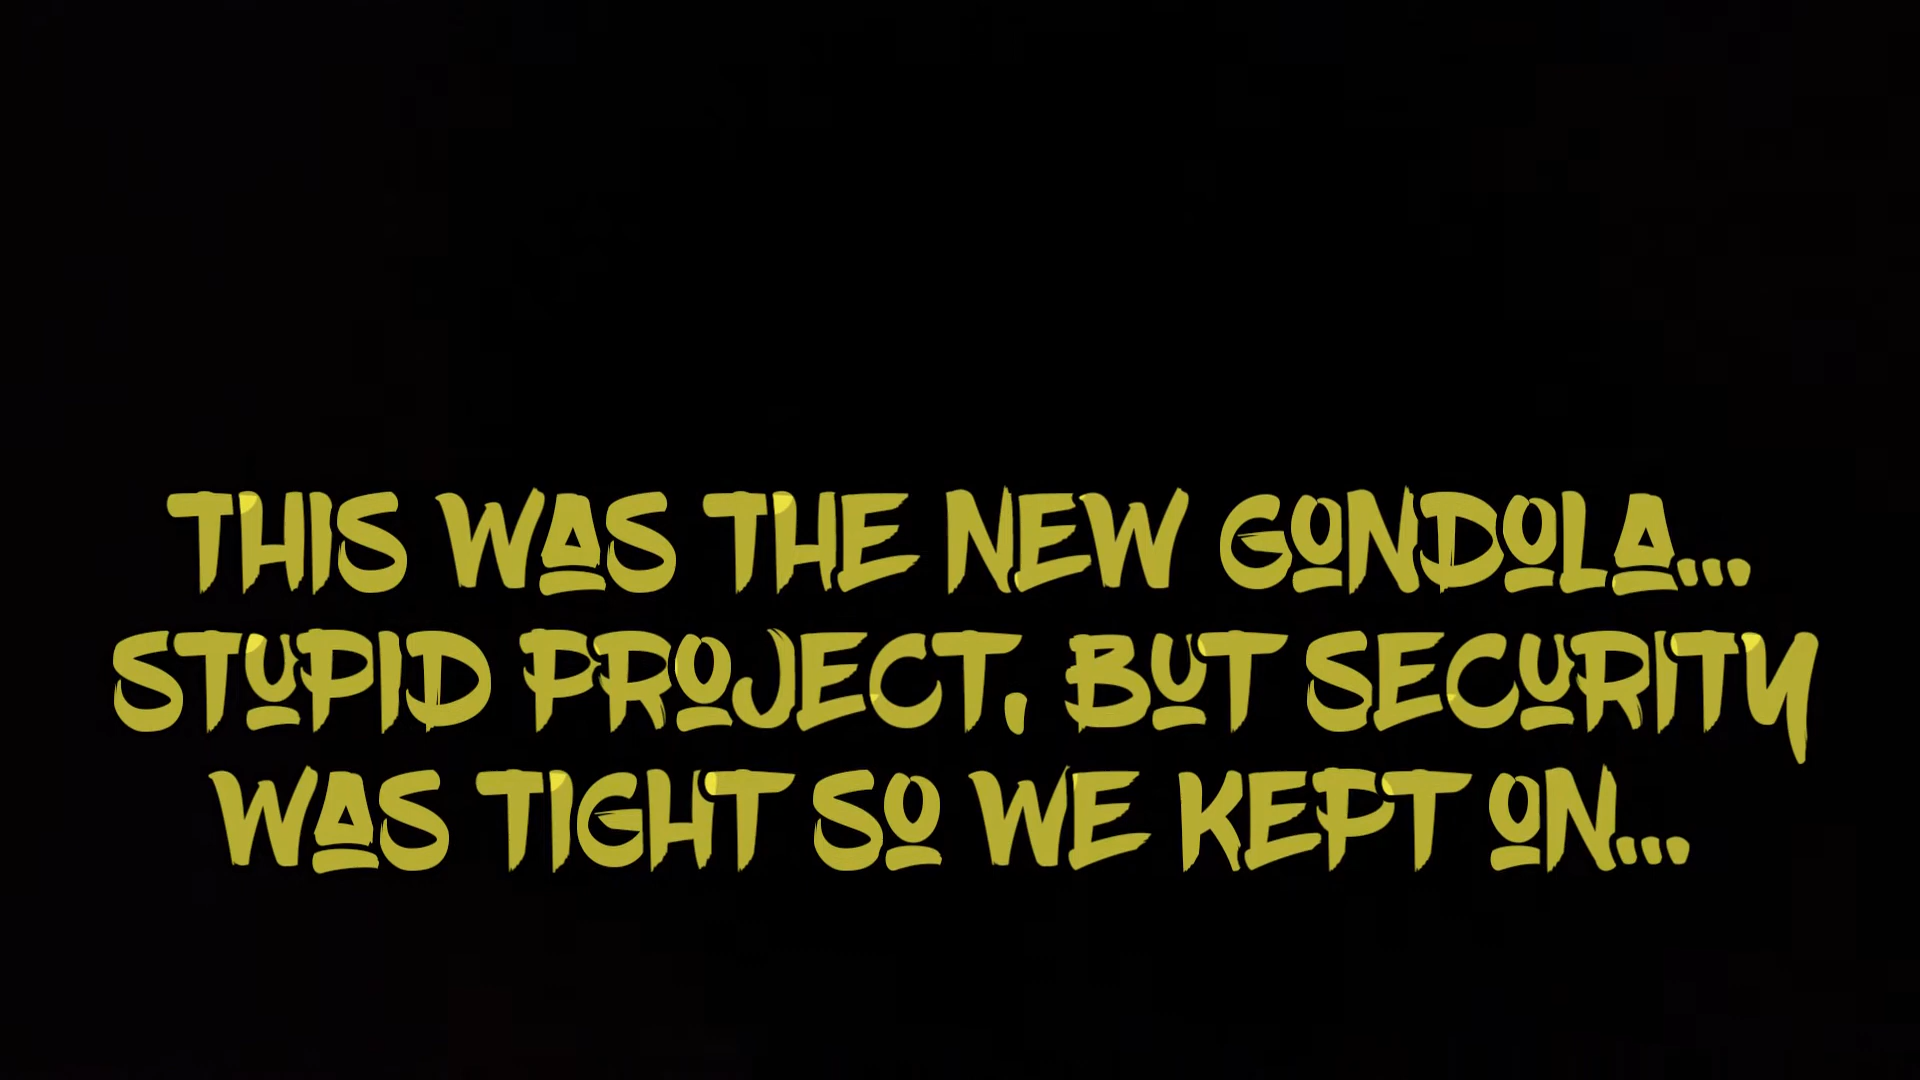 THIS WAS THE NEW GONDOLA...
STUPID PROJECT, BUT SECURITY
WAS TIGHT SO WE KEPT ON...